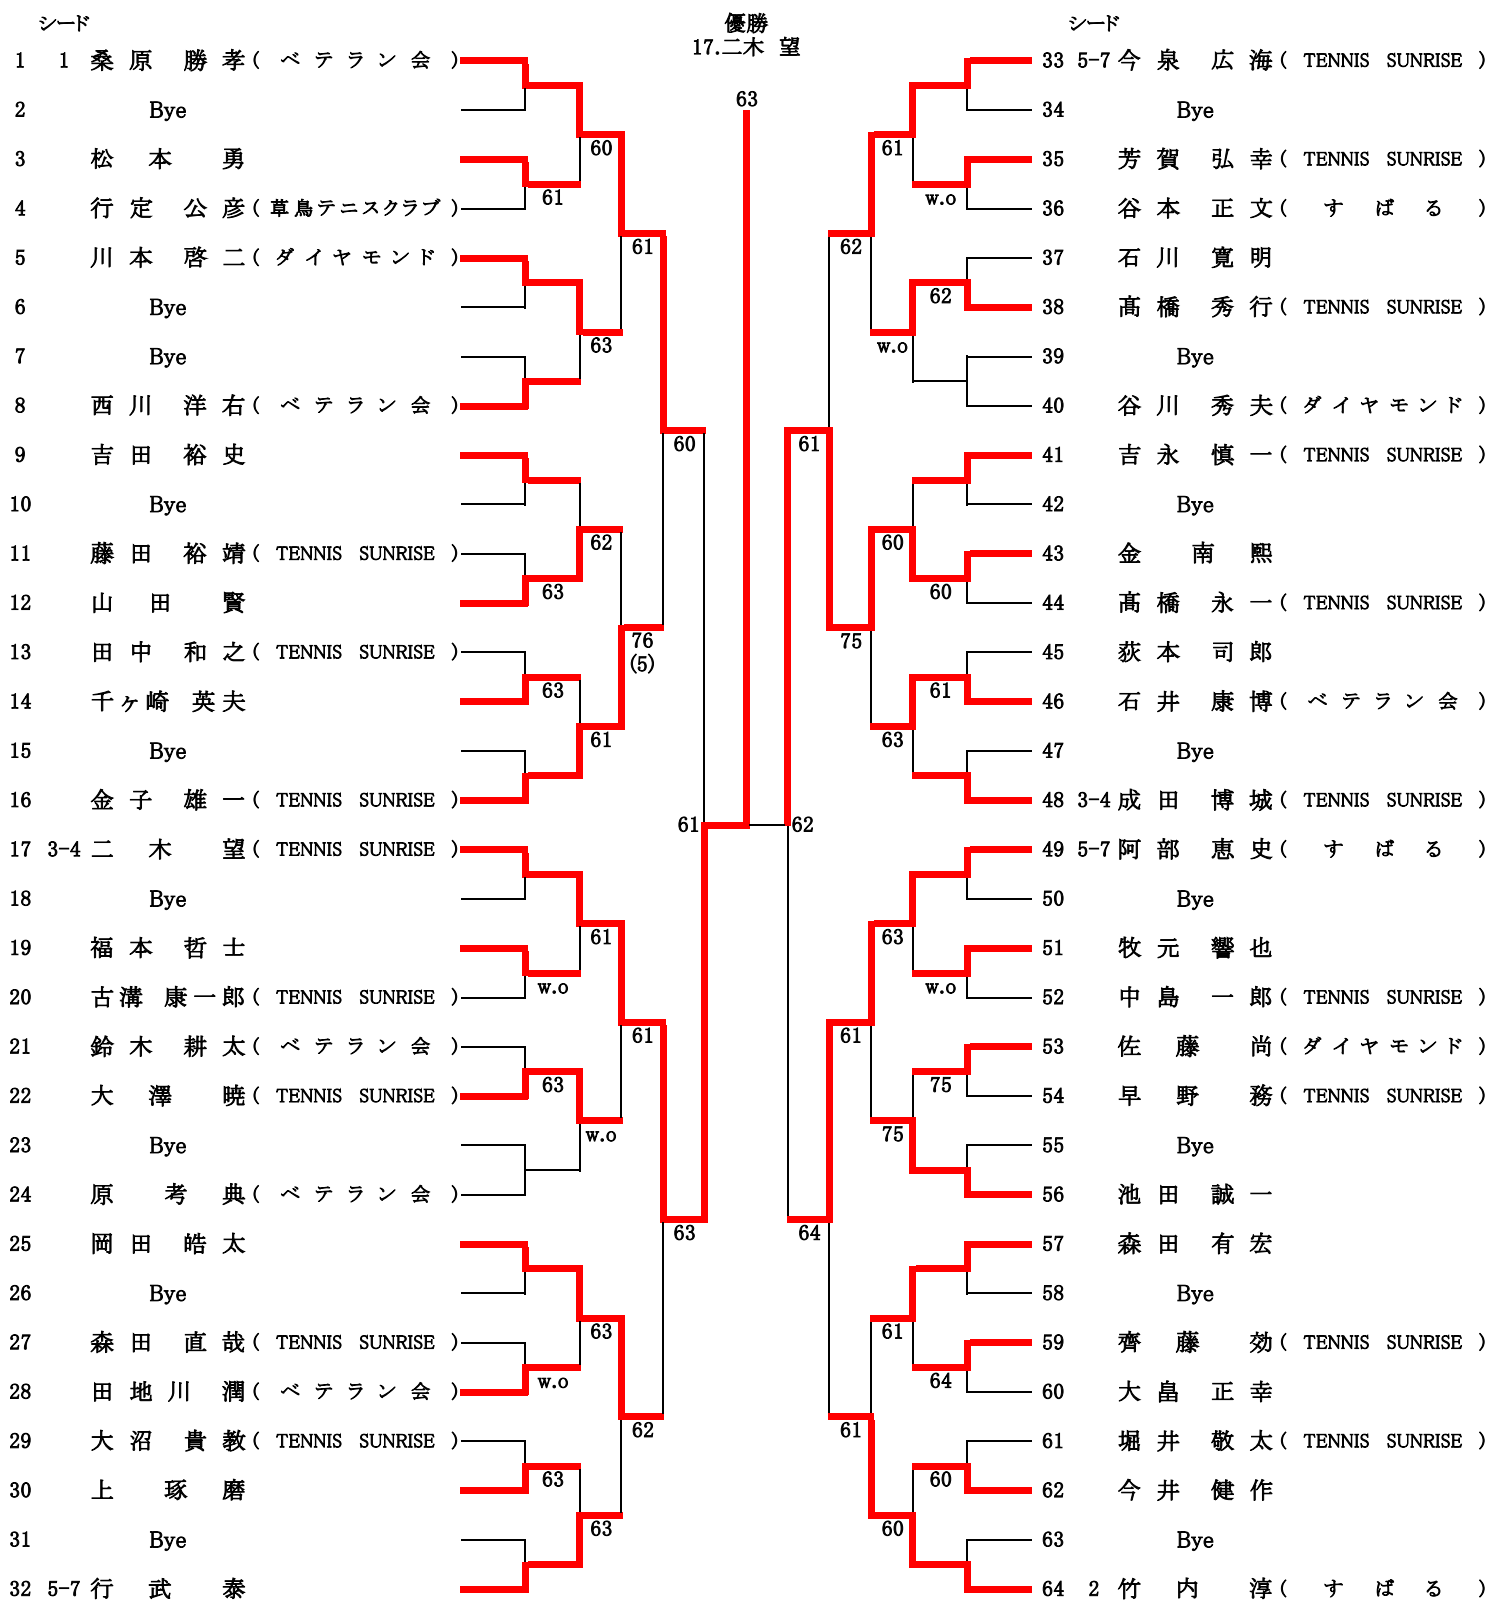 シード
優勝
シード
17.二木 望
63
1 1 桑原 勝孝( ベテラン会 )
2 Bye
60
3 松本 勇
61
4 行定 公彦( 草鳥テニスクラブ )
61
5 川本 啓二( ダイヤモンド )
6 Bye
63
7 Bye
8 西川 洋右( ベテラン会 )
60
9 吉田 裕史
10 Bye
62
11 藤田 裕靖( TENNIS SUNRISE )
63
12 山田 賢
76
(5)
13 田中 和之( TENNIS SUNRISE )
63
14 千ヶ崎 英夫
61
15 Bye
16 金子 雄一( TENNIS SUNRISE )
61
17 3-4 二木 望( TENNIS SUNRISE )
18 Bye
61
19 福本 哲士
w.o
20 古溝 康一郎( TENNIS SUNRISE )
61
21 鈴木 耕太( ベテラン会 )
63
22 大澤 暁( TENNIS SUNRISE )
w.o
23 Bye
24 原 考典( ベテラン会 )
63
25 岡田 皓太
26 Bye
63
27 森田 直哉( TENNIS SUNRISE )
w.o
28 田地川 潤( ベテラン会 )
62
29 大沼 貴教( TENNIS SUNRISE )
63
30 上 琢磨
63
31 Bye
32 5-7 行武 泰
33 5-7 今泉 広海( TENNIS SUNRISE )
34 Bye
61
35 芳賀 弘幸( TENNIS SUNRISE )
w.o
36 谷本 正文( すばる )
62
37 石川 寛明
62
38 髙橋 秀行( TENNIS SUNRISE )
w.o
39 Bye
40 谷川 秀夫( ダイヤモンド )
61
41 吉永 慎一( TENNIS SUNRISE )
42 Bye
60
43 金 南熙
60
44 髙橋 永一( TENNIS SUNRISE )
75
45 荻本 司郎
61
46 石井 康博( ベテラン会 )
63
47 Bye
48 3-4 成田 博城( TENNIS SUNRISE )
62
49 5-7 阿部 恵史( すばる )
50 Bye
63
51 牧元 響也
w.o
52 中島 一郎( TENNIS SUNRISE )
61
53 佐藤 尚( ダイヤモンド )
75
54 早野 務( TENNIS SUNRISE )
75
55 Bye
56 池田 誠一
64
57 森田 有宏
58 Bye
61
59 齊藤 効( TENNIS SUNRISE )
64
60 大畠 正幸
61
61 堀井 敬太( TENNIS SUNRISE )
60
62 今井 健作
60
63 Bye
64 2 竹内 淳( すばる )